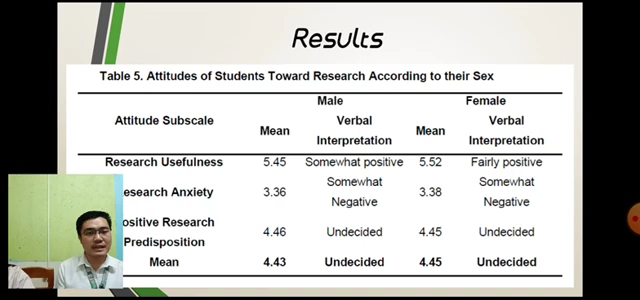 Results
Table 5. Attitudes of Students Toward Research According to their Sex
Male Female
Attitude Subscale Mean Verbal Interpretation Mean Verbal Interpretation
Research Usefulness 5.45 Somewhat positive 5.52 Fairly positive
esearch Anxiety 3.36 Somewhat Negative 3.38 Somewhat Negative
ositive Research Predisposition 4.46 Undecided 4.45 Undecided
Mean 4.43 Undecided 4.45 Undecided